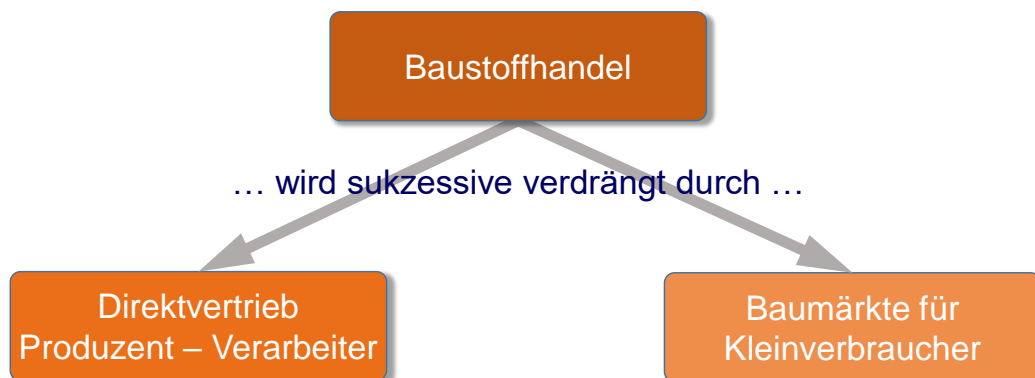 Baustoffhandel
… wird sukzessive verdrängt durch …
Direktvertrieb
Produzent – Verarbeiter
Baumärkte für
Kleinverbraucher